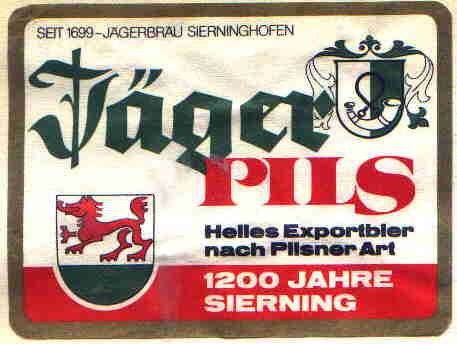 SEIT 1699-JÄGERBRÄU SIERNINGHOFEN
Jäger
PILS
Helles Exportbier
nach Pilsner Art
1200 JAHRE
SIERNING